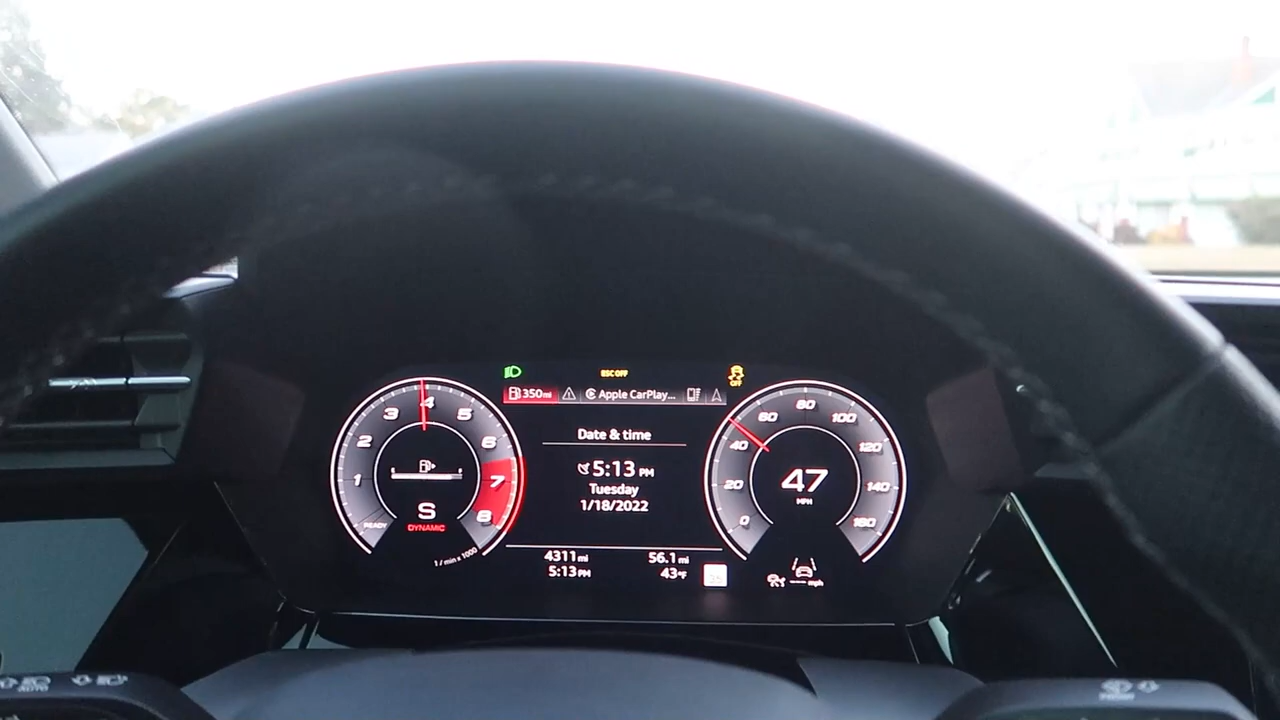 ESC OFF
OFF
350mi
Apple CarPlay...
Date & time
5:13 PM
Tuesday
1/18/2022
4311mi
56.1mi
5:13PM
43°F
READY
1
2
3
4
5
6
7
8
S
DYNAMIC
1/min x 1000
0
20
40
60
80
100
120
140
160
47
MPH
mph
AUTO